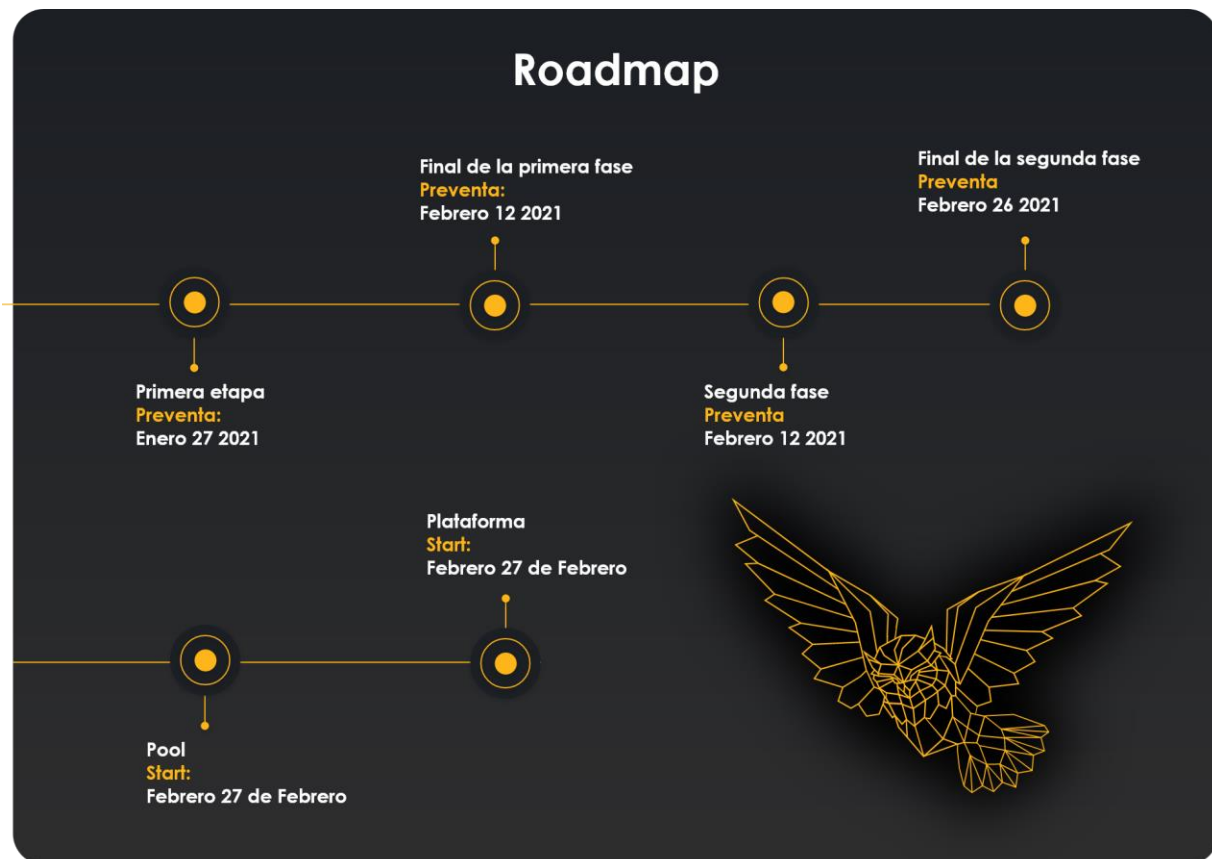 Roadmap
Primera etapa
Preventa:
Enero 27 2021
Final de la primera fase
Preventa:
Febrero 12 2021
Segunda fase
Preventa
Febrero 12 2021
Final de la segunda fase
Preventa
Febrero 26 2021
Pool
Start:
Febrero 27 de Febrero
Plataforma
Start:
Febrero 27 de Febrero